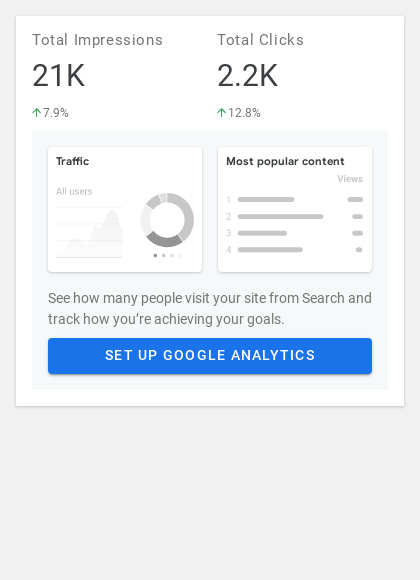 Total Impressions Total Clicks
21K 2.2K
7.9% 12.8%
Traffic Most popular content
Views
All users
1
2
3
4
See how many people visit your site from Search and
track how you’re achieving your goals.
SET UP GOOGLE ANALYTICS